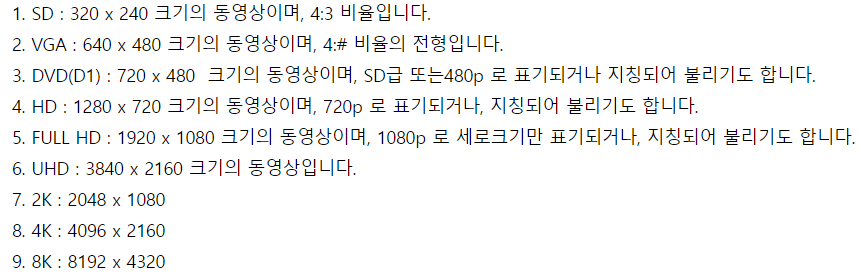 1. SD : 320 x 240 크기의 동영상이며, 4:3 비율입니다.
2. VGA : 640 x 480 크기의 동영상이며, 4:# 비율의 전형입니다.
3. DVD(D1) : 720 x 480  크기의 동영상이며, SD급 또는480p 로 표기되거나 지칭되어 불리기도 합니다.
4. HD : 1280 x 720 크기의 동영상이며, 720p 로 표기되거나, 지칭되어 불리기도 합니다.
5. FULL HD : 1920 x 1080 크기의 동영상이며, 1080p 로 세로크기만 표기되거나, 지칭되어 불리기도 합니다.
6. UHD : 3840 x 2160 크기의 동영상입니다.
7. 2K : 2048 x 1080
8. 4K : 4096 x 2160
9. 8K : 8192 x 4320